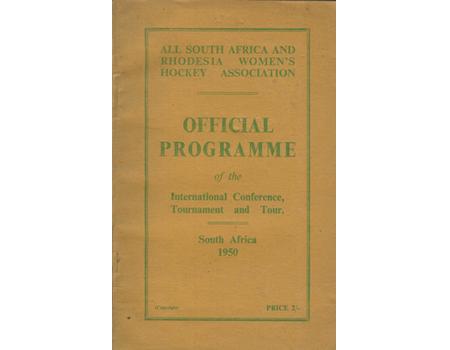 ALL SOUTH AFRICA AND
RHODESIA WOMEN'S
HOCKEY ASSOCIATION
OFFICIAL
PROGRAMME
of the
International Conference,
Tournament and Tour.
South Africa
1950
(Copyright) PRICE 2/-